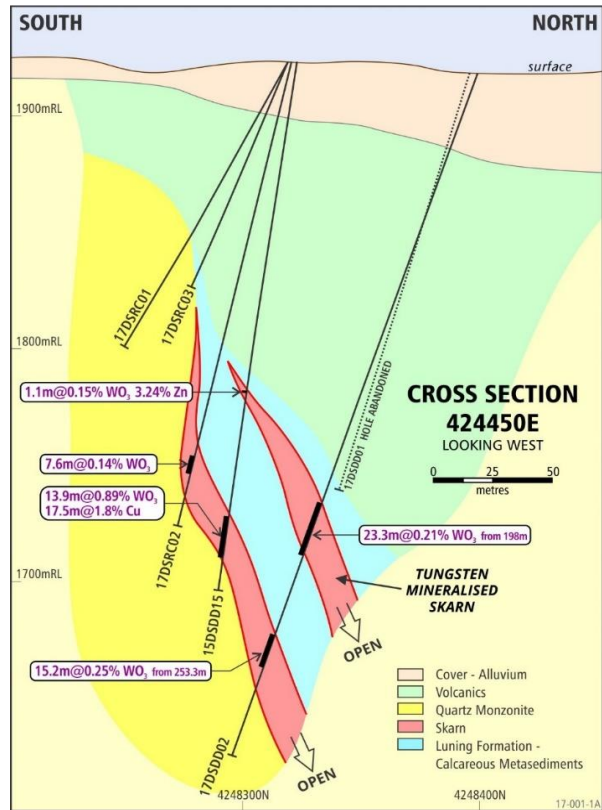 SOUTH
NORTH
surface
1900mRL
17DSRC01
17DSRC03
1800mRL
1.1m@0.15% WO₃ 3.24% Zn
17DSDD01 HOLE ABANDONED
CROSS SECTION
424450E
LOOKING WEST
0 25 50
metres
7.6m@0.14% WO₃
13.9m@0.89% WO₃
17.5m@1.8% Cu
17DSRC02
23.3m@0.21% WO₃ from 198m
1700mRL
15DSDD15
TUNGSTEN
MINERALISED
SKARN
OPEN
15.2m@0.25% WO₃ from 253.3m
17DSDD02
OPEN
Cover - Alluvium
Volcanics
Quartz Monzonite
Skarn
Luning Formation -
Calcareous Metasediments
4248300N
4248400N
17-001-1A